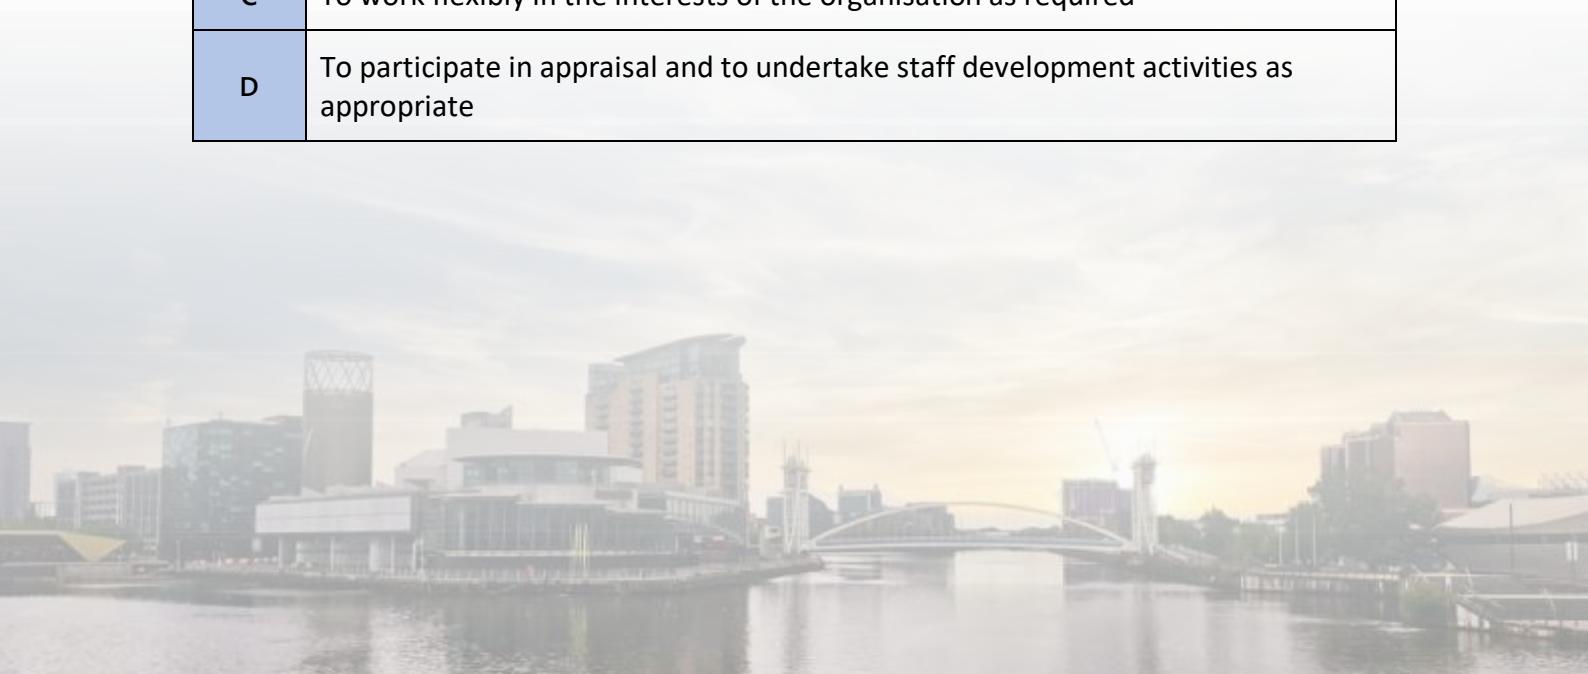 C
To work flexibly in the interests of the organisation as required
D
To participate in appraisal and to undertake staff development activities as
appropriate